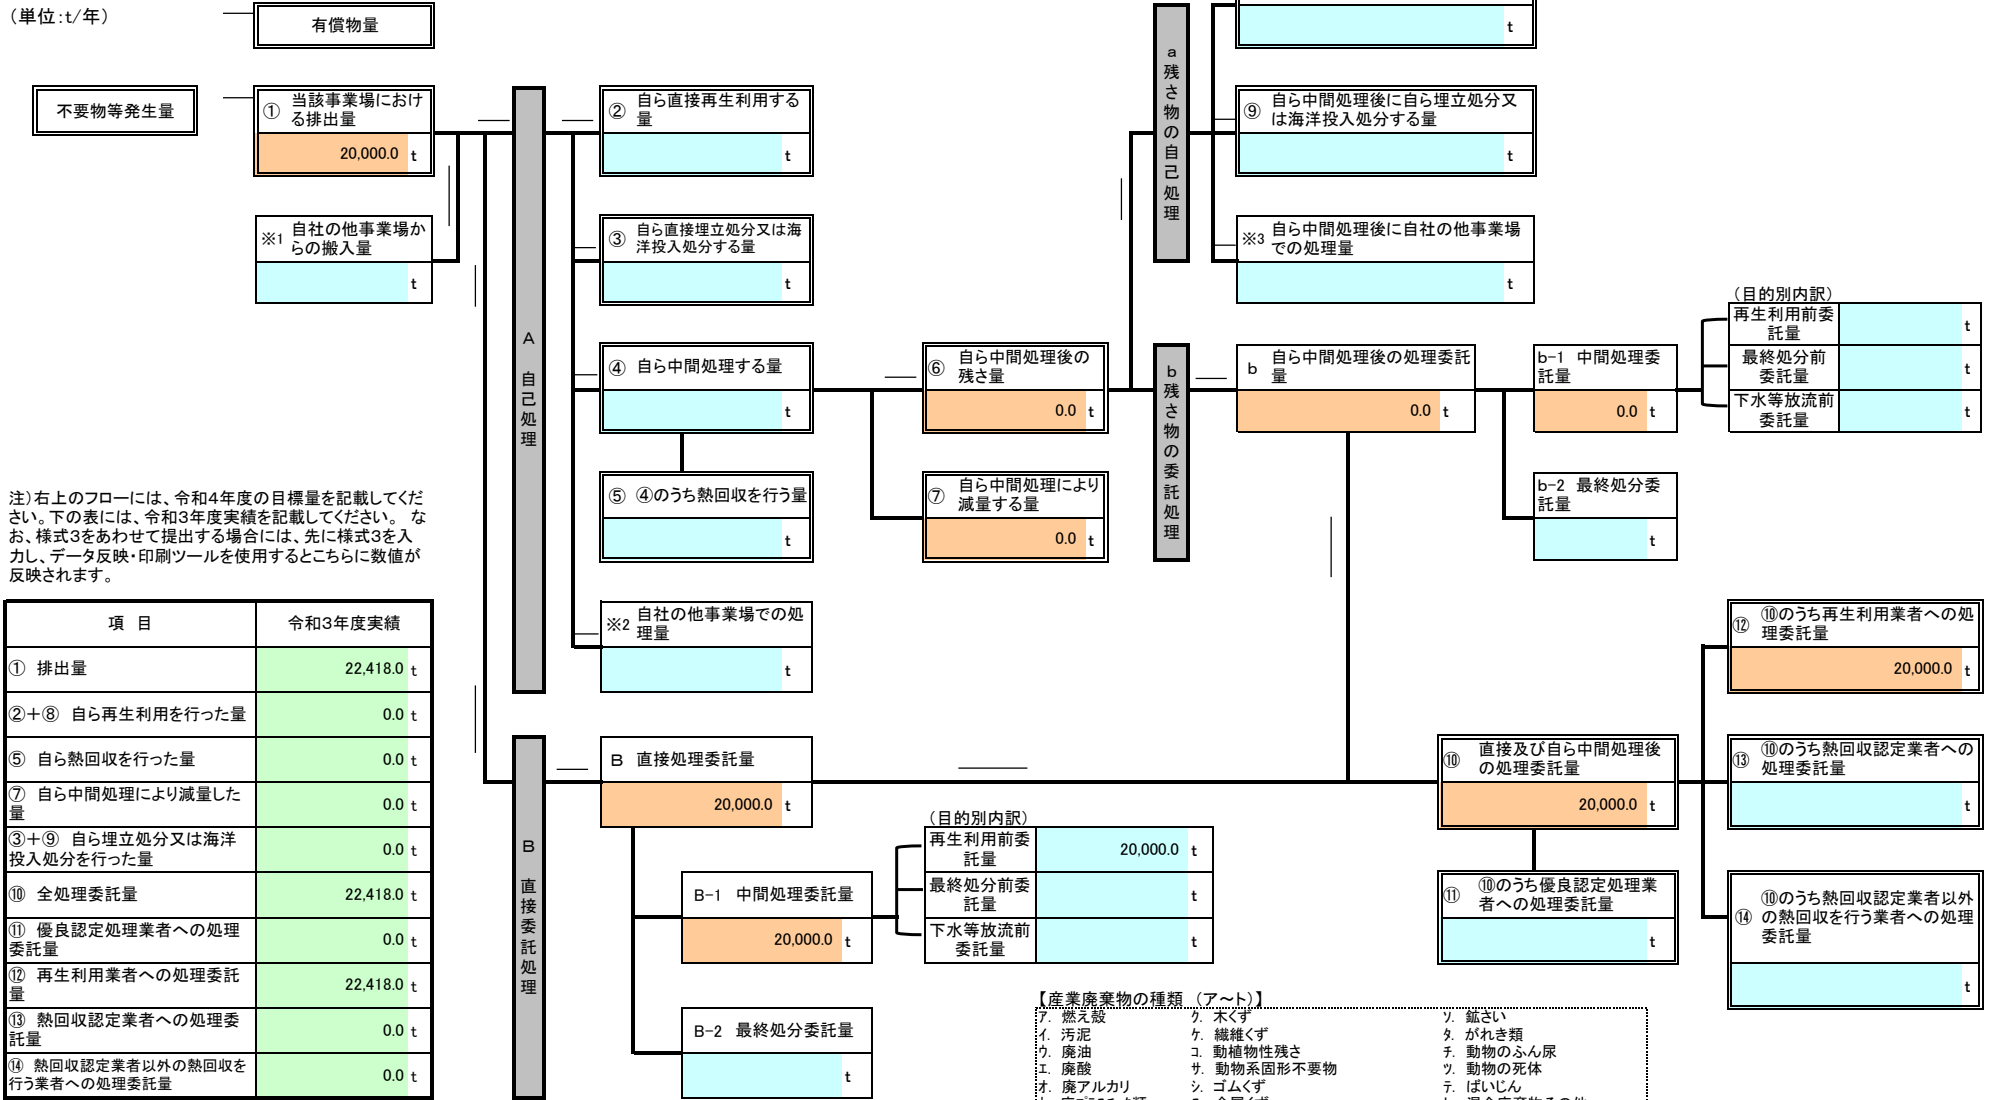 (単位:t/年)
有償物量
t
不要物等発生量
① 当該事業場におけ
る排出量
20,000.0 t
※1 自社の他事業場か
らの搬入量
t
A 自己処理
② 自ら直接再生利用する
量
t
③ 自ら直接埋立処分又は海
洋投入処分する量
t
④ 自ら中間処理する量
t
⑤ ④のうち熱回収を行う量
t
※2 自社の他事業場での処
理量
t
⑥ 自ら中間処理後の
残さ量
0.0 t
⑦ 自ら中間処理により
減量する量
0.0 t
a 残さ物の自己処理
⑨ 自ら中間処理後に自ら埋立処分又
は海洋投入処分する量
t
※3 自ら中間処理後に自社の他事業場
での処理量
t
b 残さ物の委託処理
b 自ら中間処理後の処理委託
量
0.0 t
b-1 中間処理委
託量
0.0 t
b-2 最終処分委
託量
t
(目的別内訳)
再生利用前委
託量
t
最終処分前
委託量
t
下水等放流前
委託量
t
注)右上のフローには、令和4年度の目標量を記載してくだ
さい。下の表には、令和3年度実績を記載してください。 な
お、様式3をあわせて提出する場合には、先に様式3を入
力し、データ反映・印刷ツールを使用するとこちらに数値が
反映されます。
項 目 令和3年度実績
① 排出量 22,418.0 t
②+⑧ 自ら再生利用を行った量 0.0 t
⑤ 自ら熱回収を行った量 0.0 t
⑦ 自ら中間処理により減量した
量 0.0 t
③+⑨ 自ら埋立処分又は海洋
投入処分を行った量 0.0 t
⑩ 全処理委託量 22,418.0 t
⑪ 優良認定処理業者への処理
委託量 0.0 t
⑫ 再生利用業者への処理委託
量 22,418.0 t
⑬ 熱回収認定業者への処理委
託量 0.0 t
⑭ 熱回収認定業者以外の熱回収を
行う業者への処理委託量 0.0 t
B 直接委託処理
B 直接処理委託量
20,000.0 t
B-1 中間処理委託量
20,000.0 t
B-2 最終処分委託量
t
(目的別内訳)
再生利用前委
託量
20,000.0 t
最終処分前委
託量
t
下水等放流前
委託量
t
⑩ 直接及び自ら中間処理後
の処理委託量
20,000.0 t
⑪ ⑩のうち優良認定処理業
者への処理委託量
t
⑫ ⑩のうち再生利用業者への処
理委託量
20,000.0 t
⑬ ⑩のうち熱回収認定業者への
処理委託量
t
⑭ ⑩のうち熱回収認定業者以外
の熱回収を行う業者への処理
委託量
t
【産業廃棄物の種類 (ア~ト)】
ア. 燃え殻 ク. 木くず ソ. 鉱さい
イ. 汚泥 ケ. 繊維くず タ. がれき類
ウ. 廃油 コ. 動植物性残さ チ. 動物のふん尿
エ. 廃酸 サ. 動物系固形不要物 ツ. 動物の死体
オ. 廃アルカリ シ. ゴムくず テ. ばいじん